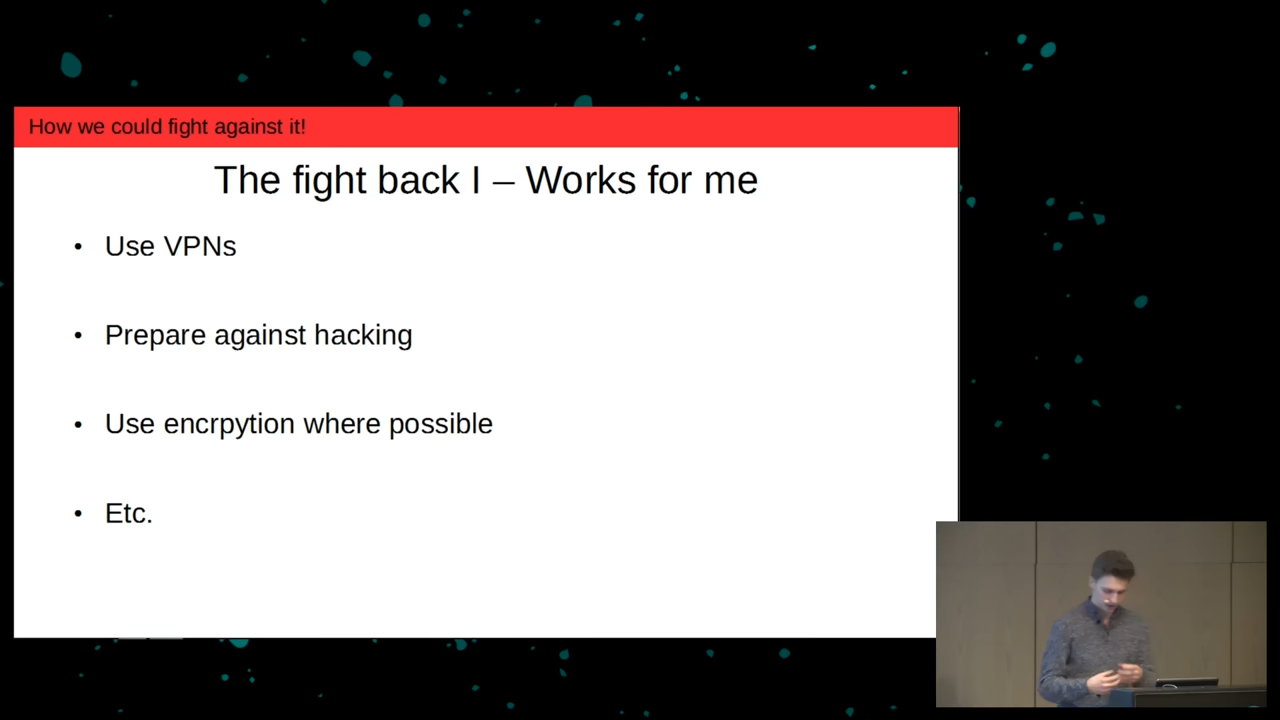 How we could fight against it!
The fight back I – Works for me
• Use VPNs
• Prepare against hacking
• Use encrpytion where possible
• Etc.